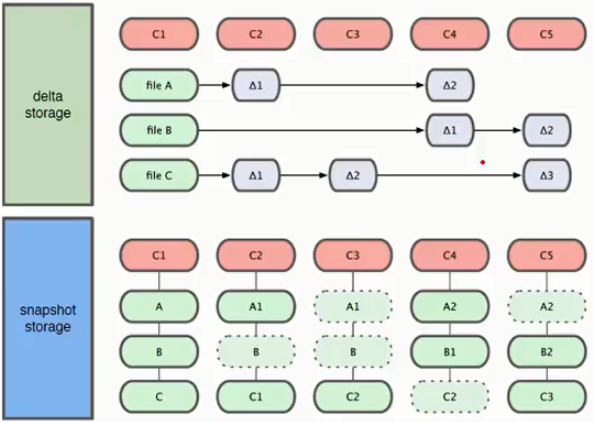 delta
storage
C1 C2 C3 C4 C5
file A Δ1 Δ2
file B Δ1 Δ2
file C Δ1 Δ2 Δ3
snapshot
storage
C1 C2 C3 C4 C5
A A1 A1 A2 A2
B B B B1 B2
C C1 C2 C2 C3